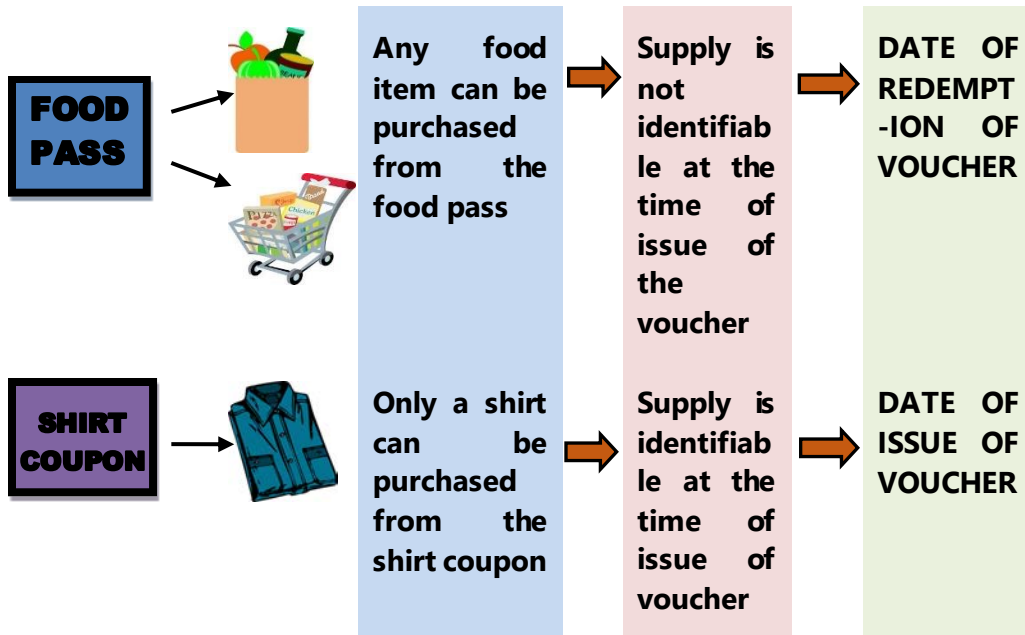 FOOD
PASS
Any food
item can be
purchased
from the
food pass
Supply is
not
identifiab
le at the
time of
issue of
the
voucher
DATE OF
REDEMPT
-ION OF
VOUCHER
SHIRT
COUPON
Only a shirt
can be
purchased
from the
shirt coupon
Supply is
identifiab
le at the
time of
issue of
voucher
DATE OF
ISSUE OF
VOUCHER